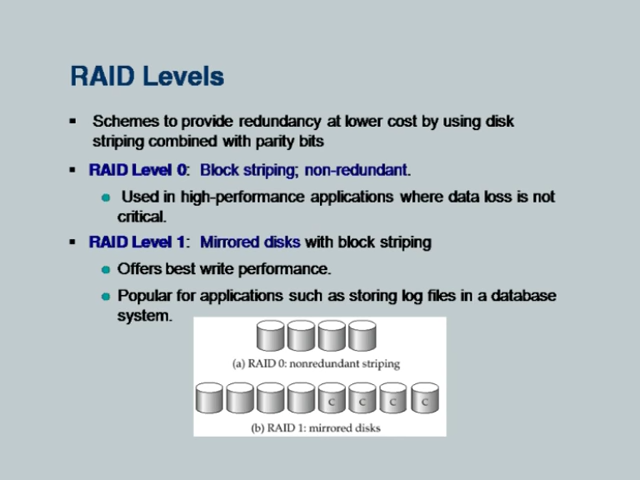 RAID Levels
Schemes to provide redundancy at lower cost by using disk
striping combined with parity bits
RAID Level 0: Block striping; non-redundant.
Used in high-performance applications where data loss is not
critical.
RAID Level 1: Mirrored disks with block striping
Offers best write performance.
Popular for applications such as storing log files in a database
system.
(a) RAID 0: nonredundant striping
C C C C
(b) RAID 1: mirrored disks